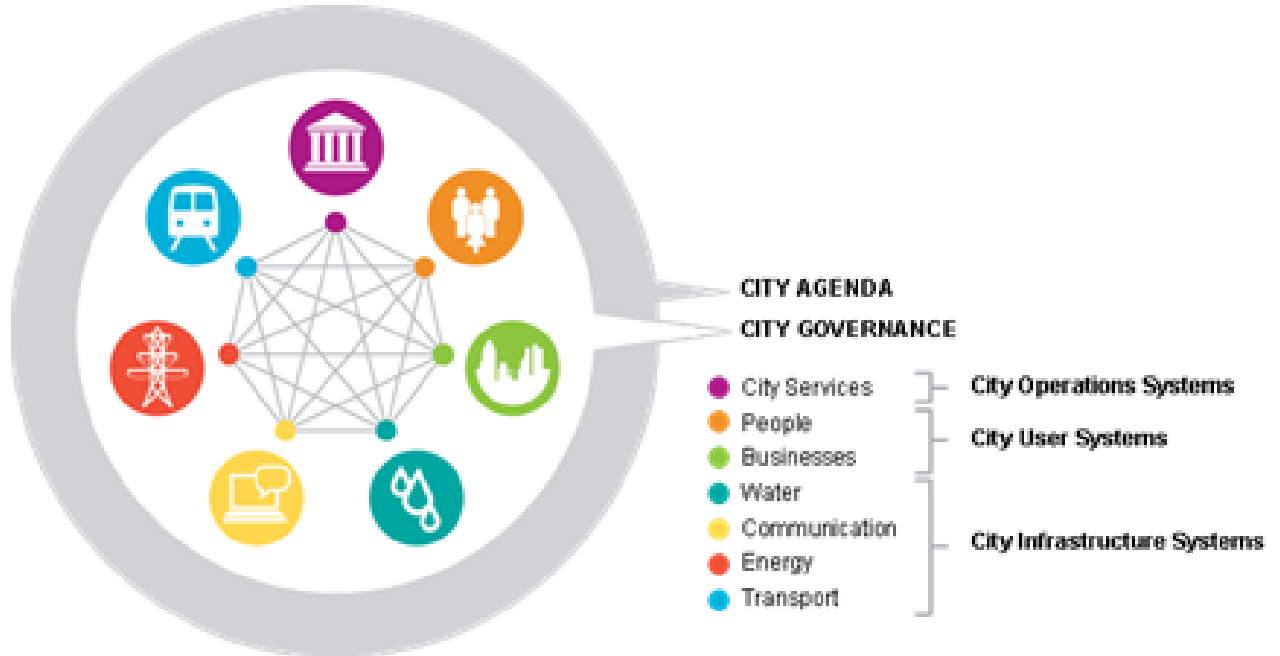 CITY AGENDA
CITY GOVERNANCE
City Services
City Operations Systems
People
City User Systems
Businesses
Water
Communication
City Infrastructure Systems
Energy
Transport